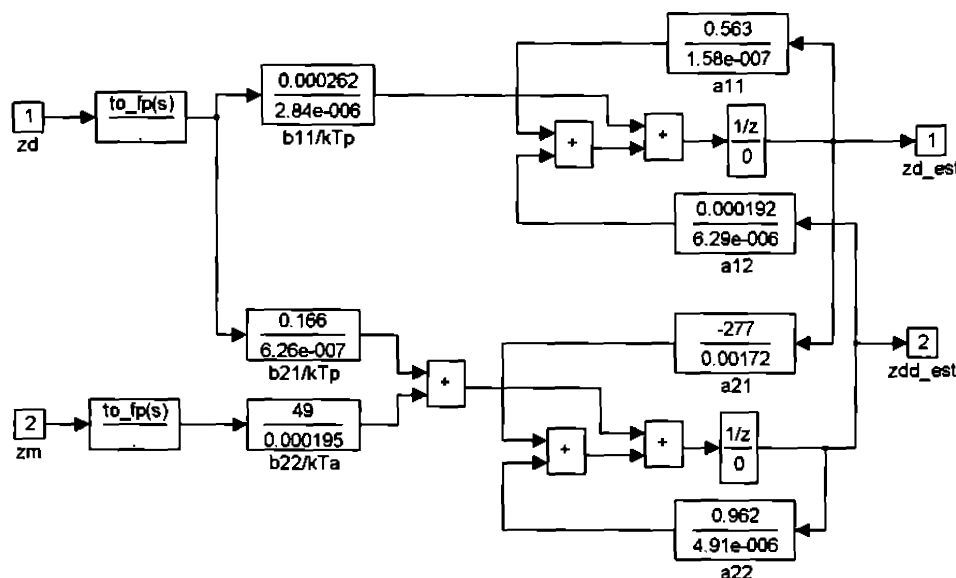 0.563
1.58e-007
a11
0.000262
2.84e-006
b11/kTp
to_fp(s)
1
zd
+
+
1/z
0
1
zd_est
0.000192
6.29e-006
a12
0.166
6.26e-007
b21/kTp
-277
0.00172
a21
2
zdd_est
+
to_fp(s)
2
zm
49
0.000195
b22/kTa
+
+
1/z
0
0.962
4.91e-006
a22